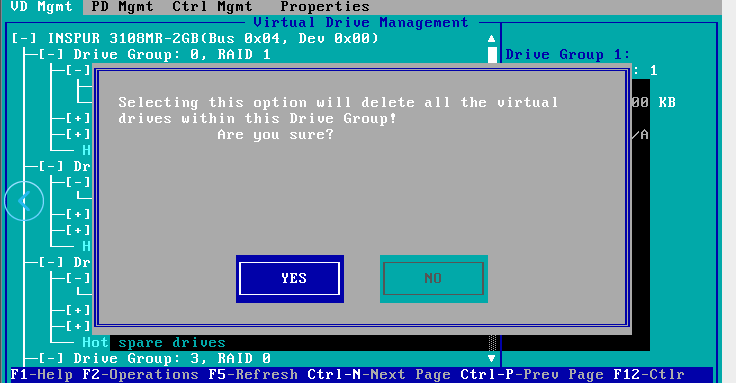 VD Mgmt PD Mgmt Ctrl Mgmt Properties
Virtual Drive Management
[-] INSPUR 3108MR-2GB(Bus 0x04, Dev 0x00)
[-] Drive Group: 0, RAID 1
Drive Group 1:
[-]
: 1
00 KB
[+]
[+]
/A
H
[-] Dr
[-]
[+]
[+]
H
[-] Dr
[-]
[+]
[+]
Selecting this option will delete all the virtual
drives within this Drive Group!
Are you sure?
YES NO
Hot spare drives
[-] Drive Group: 3, RAID 0
F1-Help F2-Operations F5-Refresh Ctrl-N-Next Page Ctrl-P-Prev Page F12-Ctlr